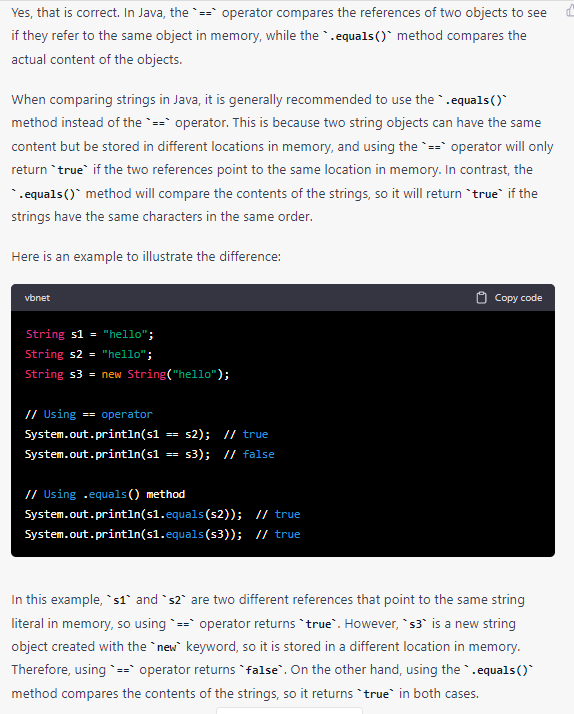 Yes, that is correct. In Java, the `==` operator compares the references of two objects to see
if they refer to the same object in memory, while the `.equals()` method compares the
actual content of the objects.
When comparing strings in Java, it is generally recommended to use the `.equals()`
method instead of the `==` operator. This is because two string objects can have the same
content but be stored in different locations in memory, and using the `==` operator will only
return `true` if the two references point to the same location in memory. In contrast, the
`.equals()` method will compare the contents of the strings, so it will return `true` if the
strings have the same characters in the same order.
Here is an example to illustrate the difference:
vbnet Copy code
String s1 = "hello";
String s2 = "hello";
String s3 = new String("hello");
// Using == operator
System.out.println(s1 == s2);  // true
System.out.println(s1 == s3);  // false
// Using .equals() method
System.out.println(s1.equals(s2));  // true
System.out.println(s1.equals(s3));  // true
In this example, `s1` and `s2` are two different references that point to the same string
literal in memory, so using `==` operator returns `true`. However, `s3` is a new string
object created with the `new` keyword, so it is stored in a different location in memory.
Therefore, using `==` operator returns `false`. On the other hand, using the `.equals()`
method compares the contents of the strings, so it returns `true` in both cases.